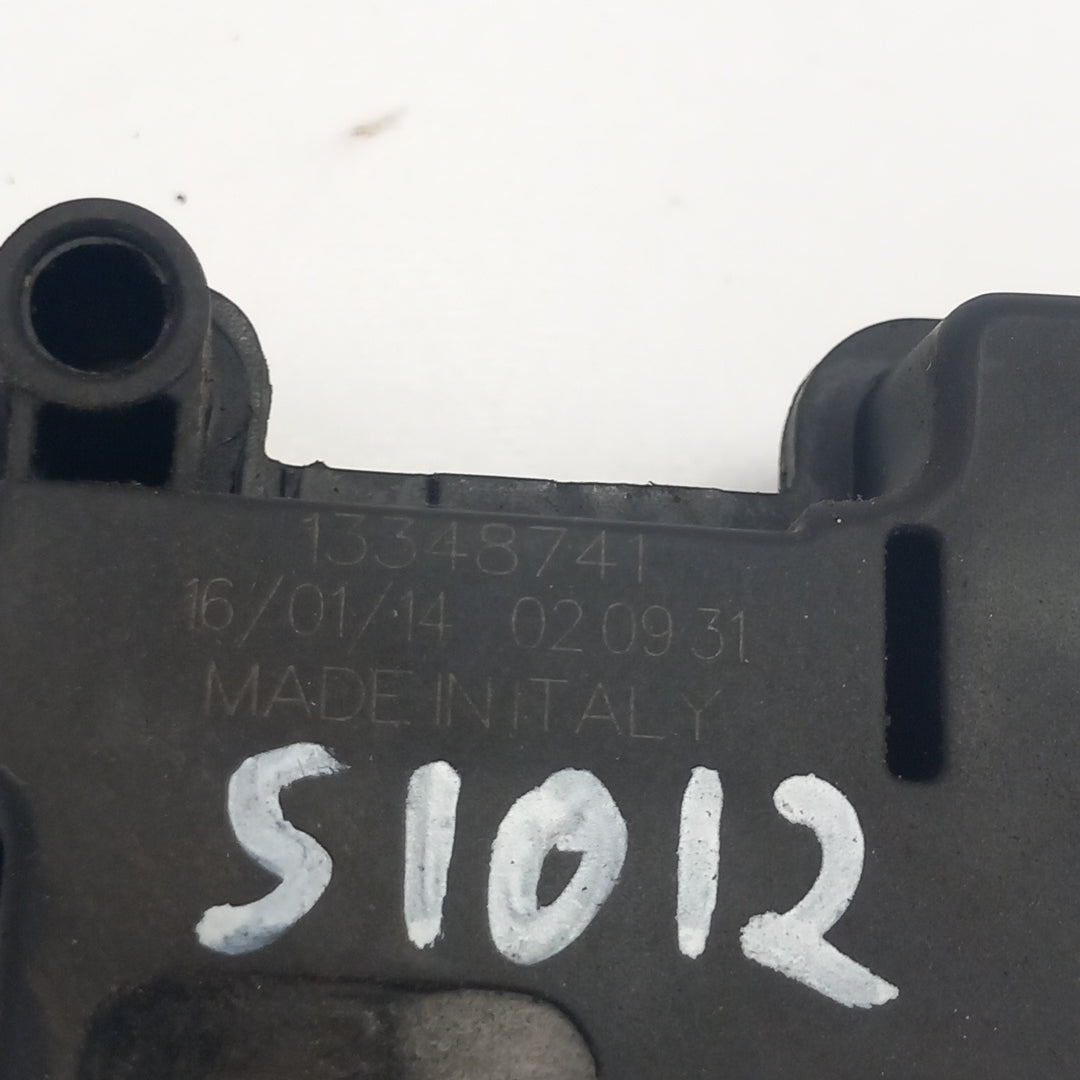 13348741
16/01/14 02 09 31
MADE IN ITALY
S1012